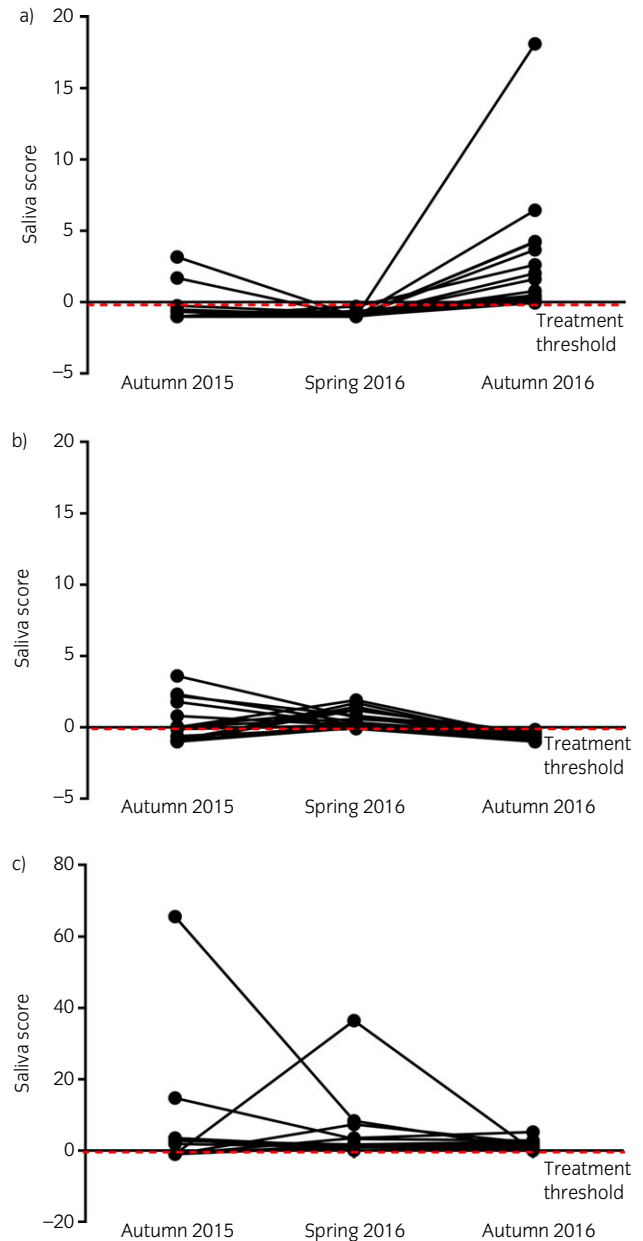 a)
20
15
10
5
0
−5
Saliva score
Treatment
threshold
Autumn 2015 Spring 2016 Autumn 2016
b)
20
15
10
5
0
−5
Saliva score
Treatment
threshold
Autumn 2015 Spring 2016 Autumn 2016
c)
80
60
40
20
0
−20
Saliva score
Treatment
threshold
Autumn 2015 Spring 2016 Autumn 2016